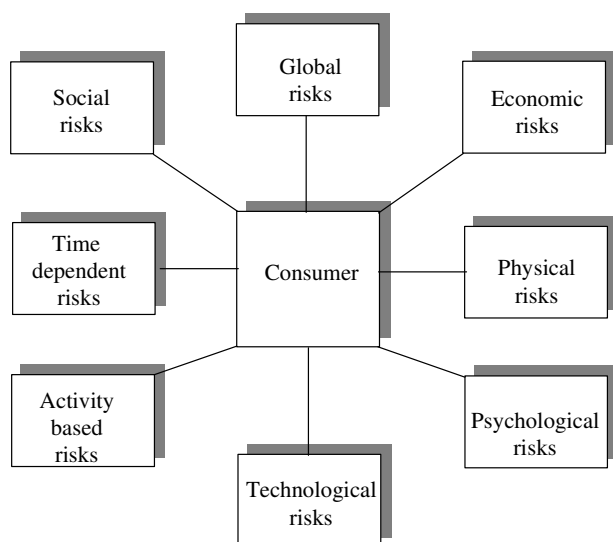 Global
risks
Social
risks
Economic
risks
Time
dependent
risks
Consumer
Physical
risks
Activity
based
risks
Psychological
risks
Technological
risks